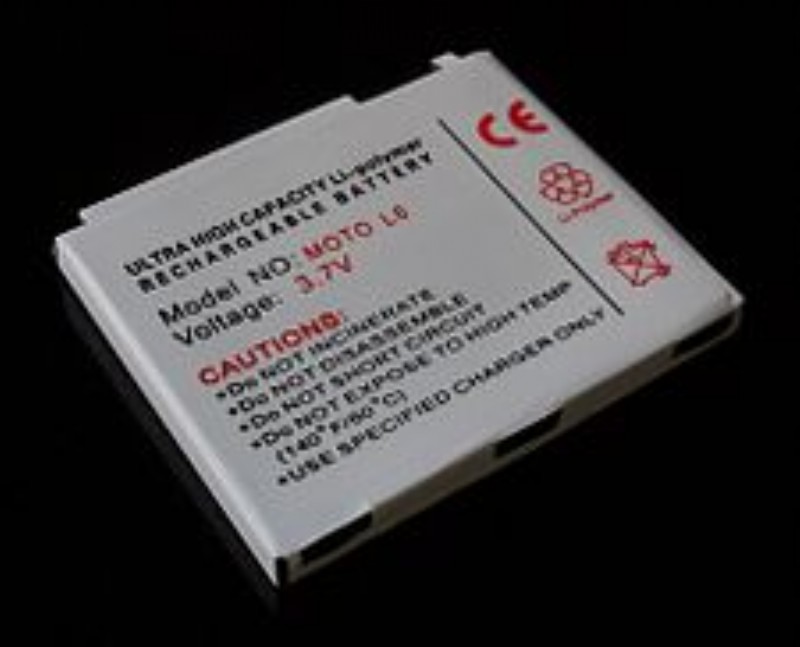 ULTRA HIGH CAPACITY Li-polymer
RECHARGEABLE BATTERY
Model NO: MOTO L6
Voltage: 3.7V
CAUTIONS:
•Do NOT INCINERATE
•Do NOT DISASSEMBLE
•Do NOT SHORT CIRCUIT
•Do NOT EXPOSE TO HIGH TEMP
(140°F/60°C)
•USE SPECIFIED CHARGER ONLY
CE
Li-Polymer